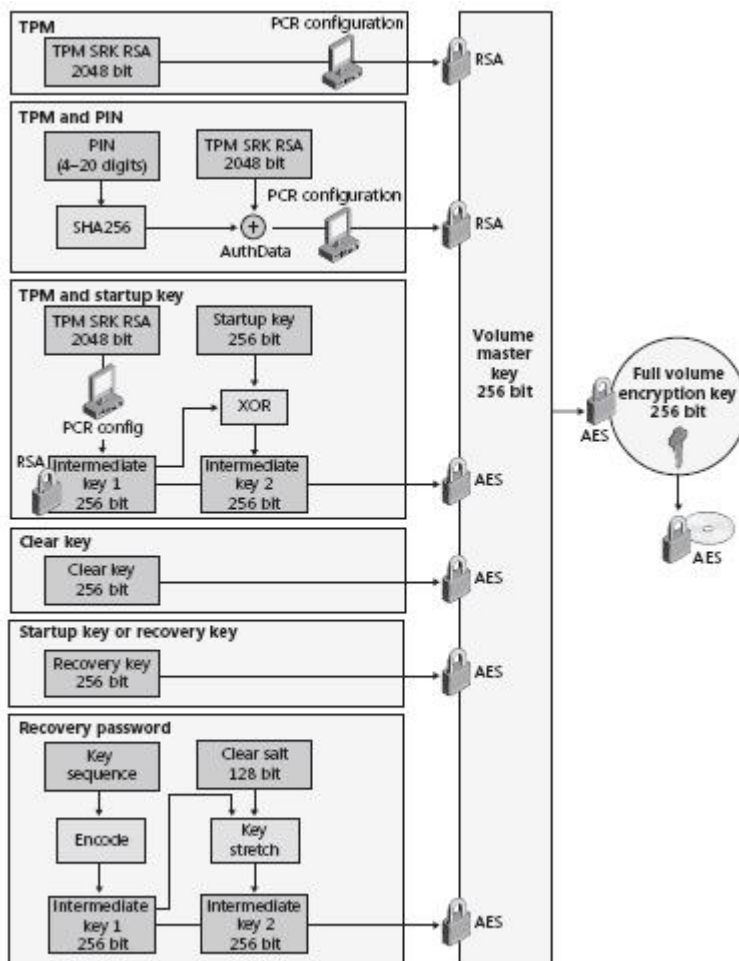 TPM
TPM SRK RSA
2048 bit
PCR configuration
RSA
TPM and PIN
PIN
(4–20 digits)
TPM SRK RSA
2048 bit
PCR configuration
SHA256
+
AuthData
RSA
TPM and startup key
TPM SRK RSA
2048 bit
Startup key
256 bit
PCR config
XOR
RSA
Intermediate
key 1
256 bit
Intermediate
key 2
256 bit
AES
Clear key
Clear key
256 bit
AES
Startup key or recovery key
Recovery key
256 bit
AES
Recovery password
Key
sequence
Clear salt
128 bit
Encode
Key
stretch
Intermediate
key 1
256 bit
Intermediate
key 2
256 bit
AES
Volume
master
key
256 bit
AES
Full volume
encryption key
256 bit
AES